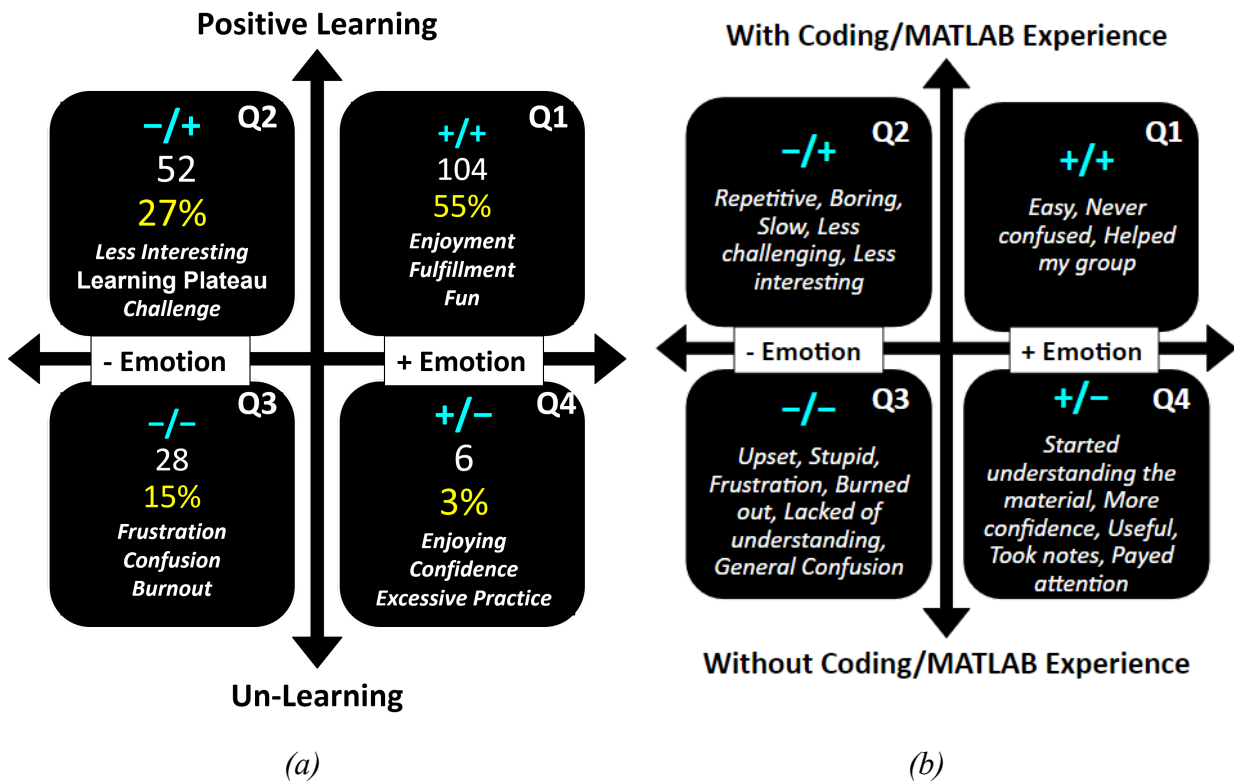 Positive Learning
Q2
−/+
52
27%
Less Interesting
Learning Plateau
Challenge
Q1
+/+
104
55%
Enjoyment
Fulfillment
Fun
- Emotion
+ Emotion
Q3
−/−
28
15%
Frustration
Confusion
Burnout
Q4
+/−
6
3%
Enjoying
Confidence
Excessive Practice
Un-Learning
(a)
With Coding/MATLAB Experience
Q2
−/+
Repetitive, Boring,
Slow, Less
challenging, Less
interesting
Q1
+/+
Easy, Never
confused, Helped
my group
- Emotion
+ Emotion
Q3
−/−
Upset, Stupid,
Frustration, Burned
out, Lacked of
understanding,
General Confusion
Q4
+/−
Started
understanding the
material, More
confidence, Useful,
Took notes, Payed
attention
Without Coding/MATLAB Experience
(b)